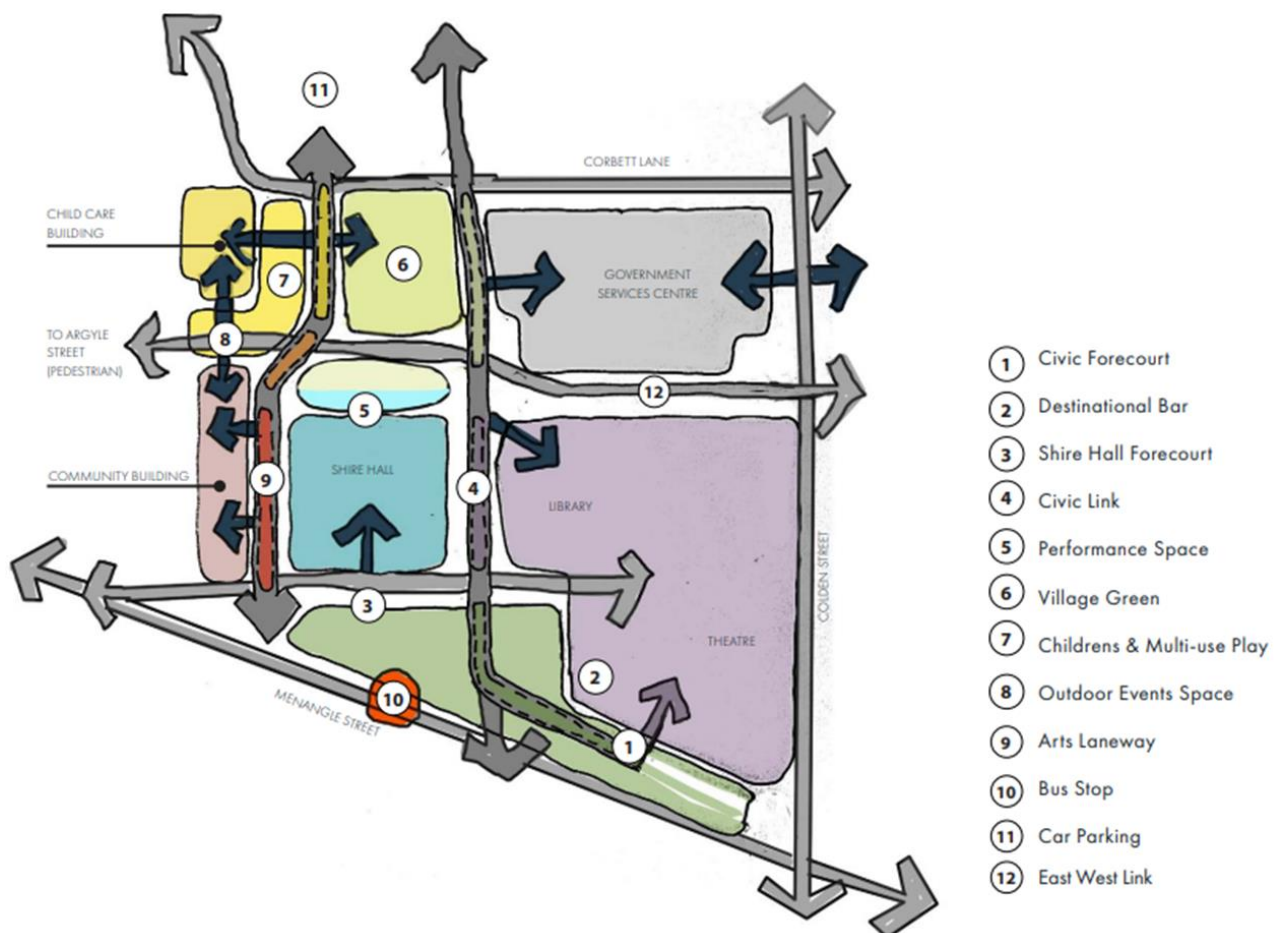 11
CORBETT LANE
CHILD CARE
BUILDING
6
7
GOVERNMENT
SERVICES CENTRE
TO ARGYLE
STREET
(PEDESTRIAN)
8
12
5
SHIRE HALL
COMMUNITY BUILDING
9
4
LIBRARY
COLDEN STREET
3
THEATRE
2
10
MENANGLE STREET
1
1 Civic Forecourt
2 Destinational Bar
3 Shire Hall Forecourt
4 Civic Link
5 Performance Space
6 Village Green
7 Childrens & Multi-use Play
8 Outdoor Events Space
9 Arts Laneway
10 Bus Stop
11 Car Parking
12 East West Link